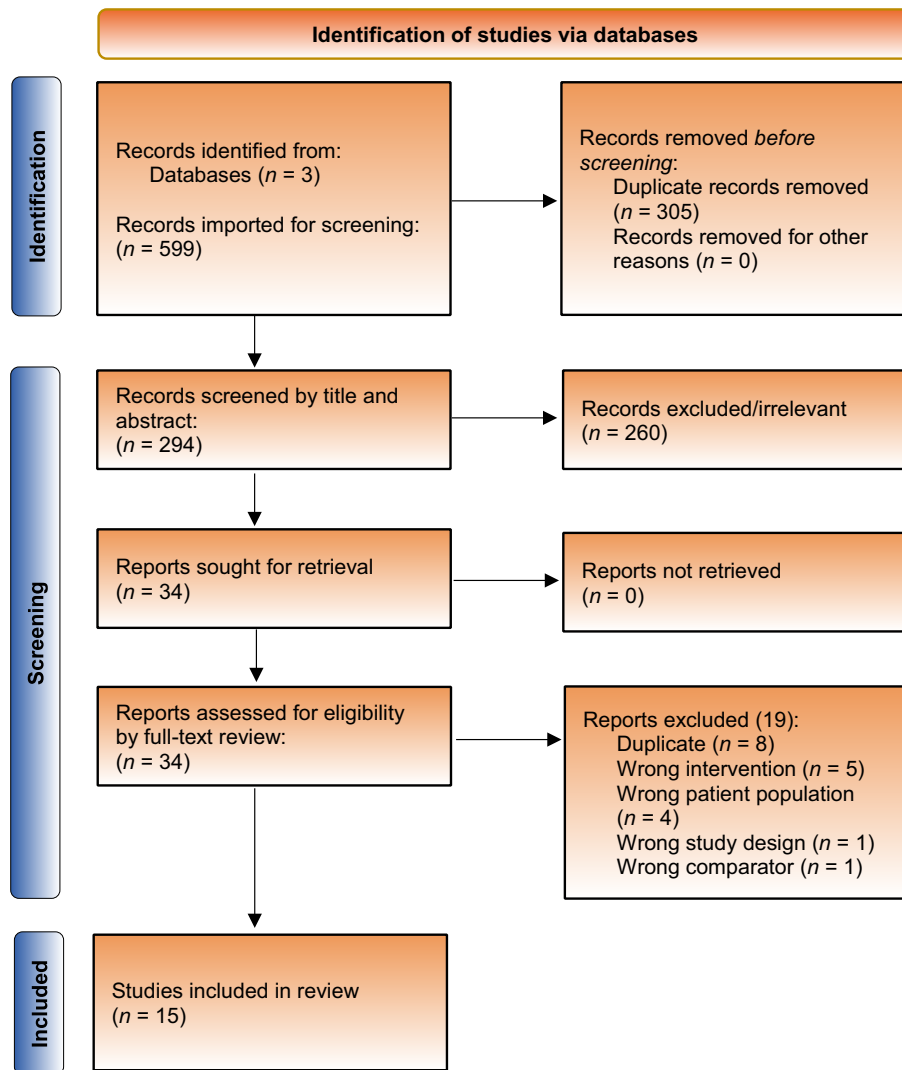 Identification of studies via databases
Identification
Records identified from:
Databases (n = 3)
Records imported for screening:
(n = 599)
Records removed before
screening:
Duplicate records removed
(n = 305)
Records removed for other
reasons (n = 0)
Screening
Records screened by title and
abstract:
(n = 294)
Records excluded/irrelevant
(n = 260)
Reports sought for retrieval
(n = 34)
Reports not retrieved
(n = 0)
Reports assessed for eligibility
by full-text review:
(n = 34)
Reports excluded (19):
Duplicate (n = 8)
Wrong intervention (n = 5)
Wrong patient population
(n = 4)
Wrong study design (n = 1)
Wrong comparator (n = 1)
Included
Studies included in review
(n = 15)